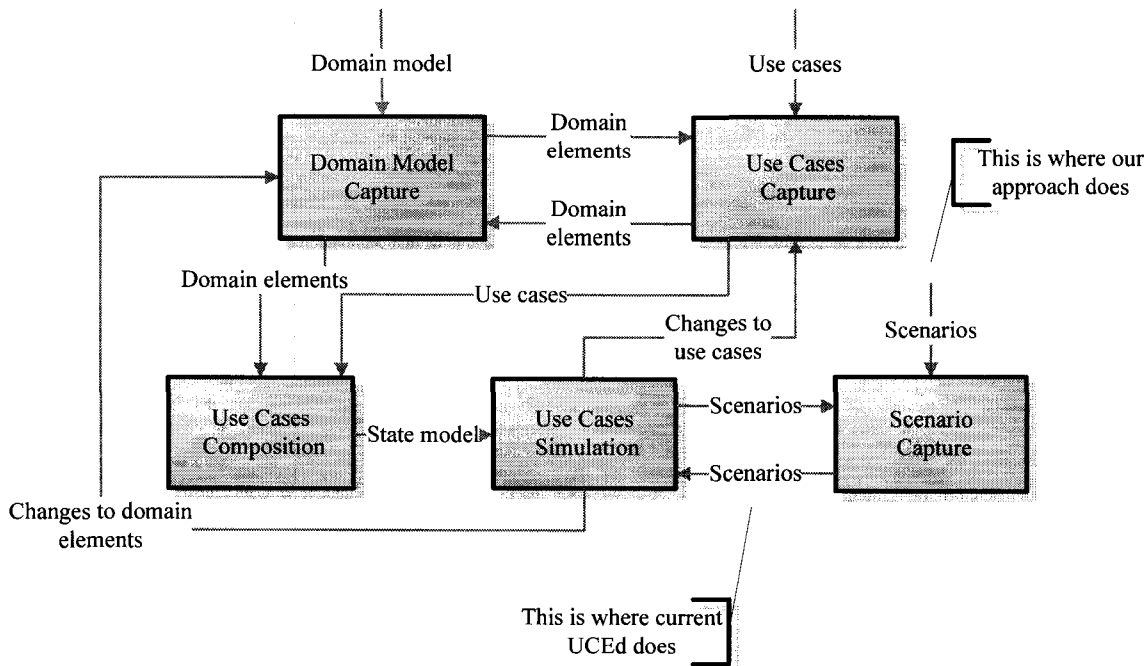 Domain model
Use cases
Domain Model
Capture
Domain
elements
Domain
elements
Use Cases
Capture
This is where our
approach does
Domain elements
Use cases
Changes to
use cases
Scenarios
Use Cases
Composition
State model
Use Cases
Simulation
Scenarios
Scenarios
Scenario
Capture
Changes to domain
elements
This is where current
UCEd does